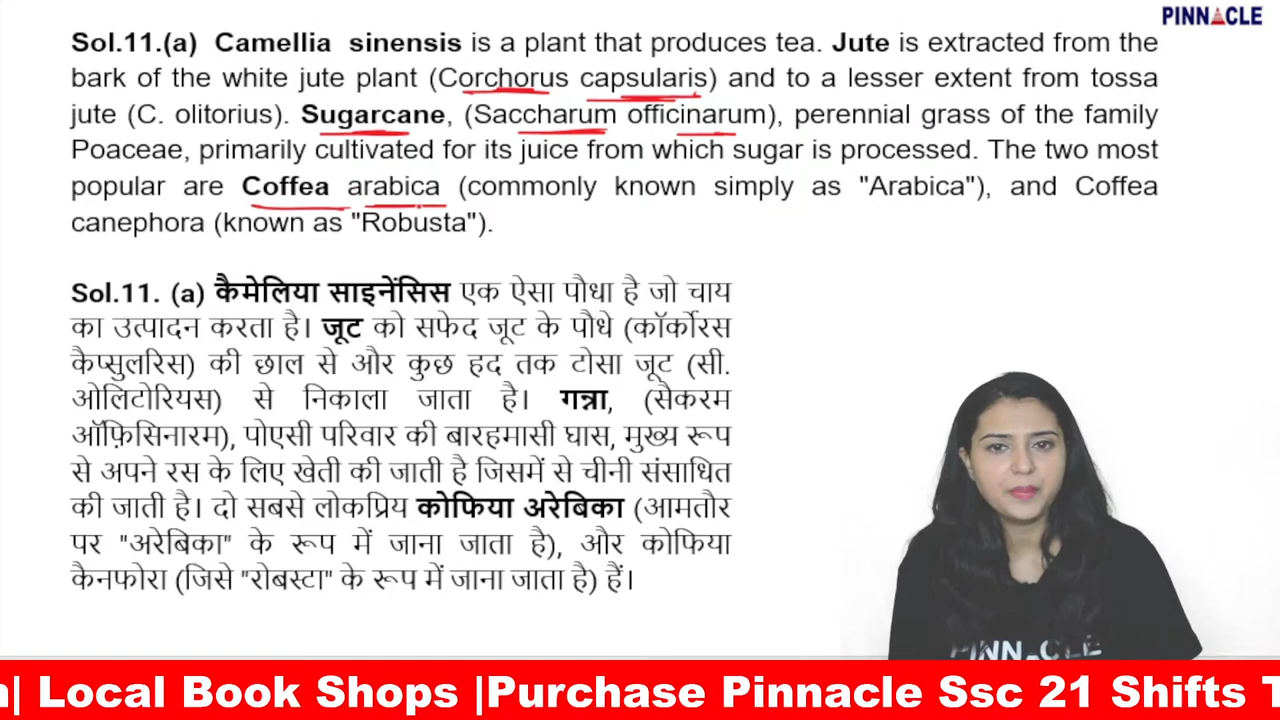 PINNACLE
Sol.11.(a) Camellia sinensis is a plant that produces tea. Jute is extracted from the
bark of the white jute plant (Corchorus capsularis) and to a lesser extent from tossa
jute (C. olitorius). Sugarcane, (Saccharum officinarum), perennial grass of the family
Poaceae, primarily cultivated for its juice from which sugar is processed. The two most
popular are Coffea arabica (commonly known simply as "Arabica"), and Coffea
canephora (known as "Robusta").
Sol.11. (a) कैमेलिया साइनेंसिस एक ऐसा पौधा है जो चाय
का उत्पादन करता है। जूट को सफेद जूट के पौधे (कॉर्कोरस
कैप्सुलरिस) की छाल से और कुछ हद तक टोसा जूट (सी.
ओलिटोरियस) से निकाला जाता है। गन्ना, (सैकरम
ऑफ़िसिनारम), पोएसी परिवार की बारहमासी घास, मुख्य रूप
से अपने रस के लिए खेती की जाती है जिसमें से चीनी संसाधित
की जाती है। दो सबसे लोकप्रिय कोफिया अरेबिका (आमतौर
पर "अरेबिका" के रूप में जाना जाता है), और कोफिया
कैनफोरा (जिसे "रोबस्टा" के रूप में जाना जाता है) हैं।
PINNACLE
n| Local Book Shops |Purchase Pinnacle Ssc 21 Shifts T